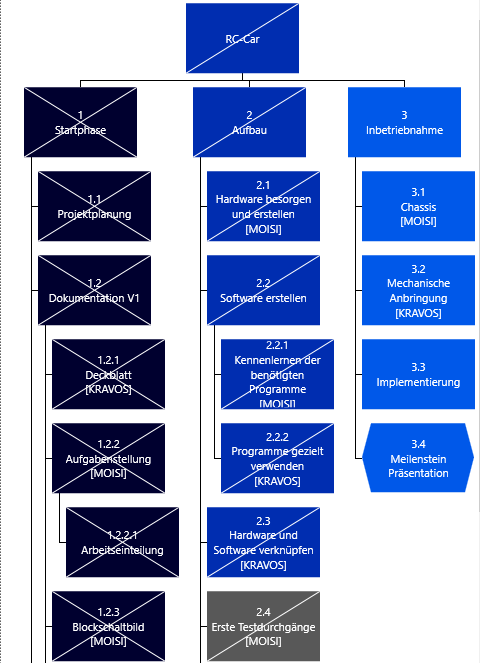 RC-Car
1
Startphase
1.1
Projektplanung
1.2
Dokumentation V1
1.2.1
Deckblatt
[KRAVOS]
1.2.2
Aufgabenstellung
[MOISI]
1.2.2.1
Arbeitseinteilung
1.2.3
Blockschaltbild
[MOISI]
2
Aufbau
2.1
Hardware besorgen
und erstellen
[MOISI]
2.2
Software erstellen
2.2.1
Kennenlernen der
benötigten
Programme
[MOISI]
2.2.2
Programme gezielt
verwenden
[KRAVOS]
2.3
Hardware und
Software verknüpfen
[KRAVOS]
2.4
Erste Testdurchgänge
[MOISI]
3
Inbetriebnahme
3.1
Chassis
[MOISI]
3.2
Mechanische
Anbringung
[KRAVOS]
3.3
Implementierung
3.4
Meilenstein
Präsentation